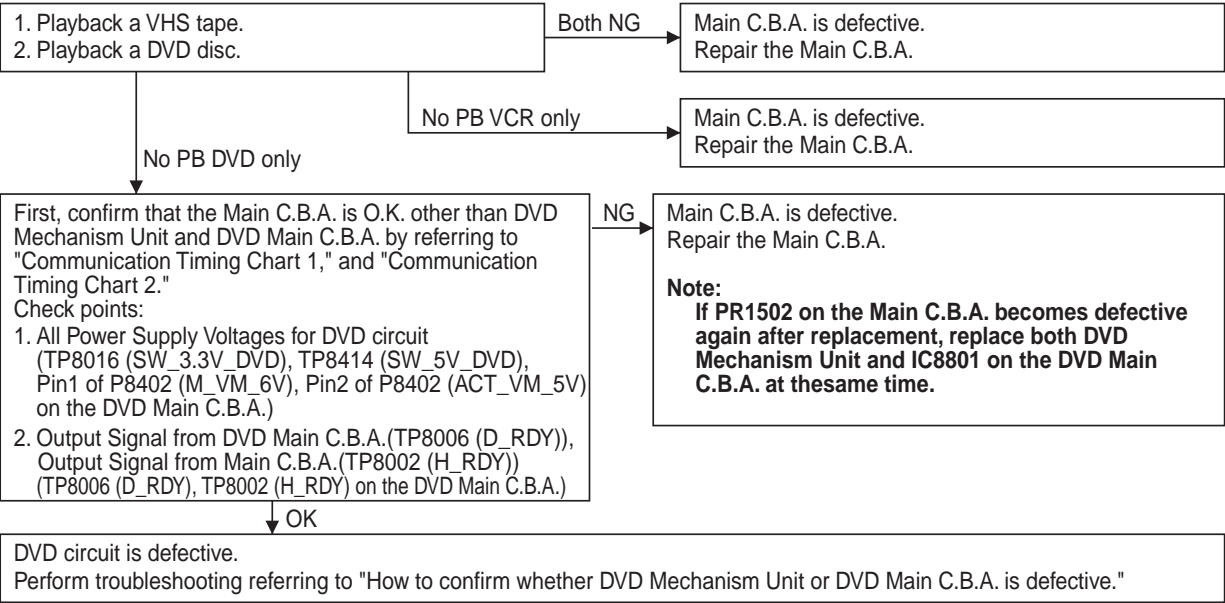 1. Playback a VHS tape.
2. Playback a DVD disc.
Both NG
Main C.B.A. is defective.
Repair the Main C.B.A.
No PB VCR only
Main C.B.A. is defective.
Repair the Main C.B.A.
No PB DVD only
First, confirm that the Main C.B.A. is O.K. other than DVD
Mechanism Unit and DVD Main C.B.A. by referring to
"Communication Timing Chart 1," and "Communication
Timing Chart 2."
Check points:
1. All Power Supply Voltages for DVD circuit
(TP8016 (SW_3.3V_DVD), TP8414 (SW_5V_DVD),
Pin1 of P8402 (M_VM_6V), Pin2 of P8402 (ACT_VM_5V)
on the DVD Main C.B.A.)
2. Output Signal from DVD Main C.B.A.(TP8006 (D_RDY)),
Output Signal from Main C.B.A.(TP8002 (H_RDY))
(TP8006 (D_RDY), TP8002 (H_RDY) on the DVD Main C.B.A.)
NG
Main C.B.A. is defective.
Repair the Main C.B.A.
Note:
If PR1502 on the Main C.B.A. becomes defective
again after replacement, replace both DVD
Mechanism Unit and IC8801 on the DVD Main
C.B.A. at thesame time.
OK
DVD circuit is defective.
Perform troubleshooting referring to "How to confirm whether DVD Mechanism Unit or DVD Main C.B.A. is defective."